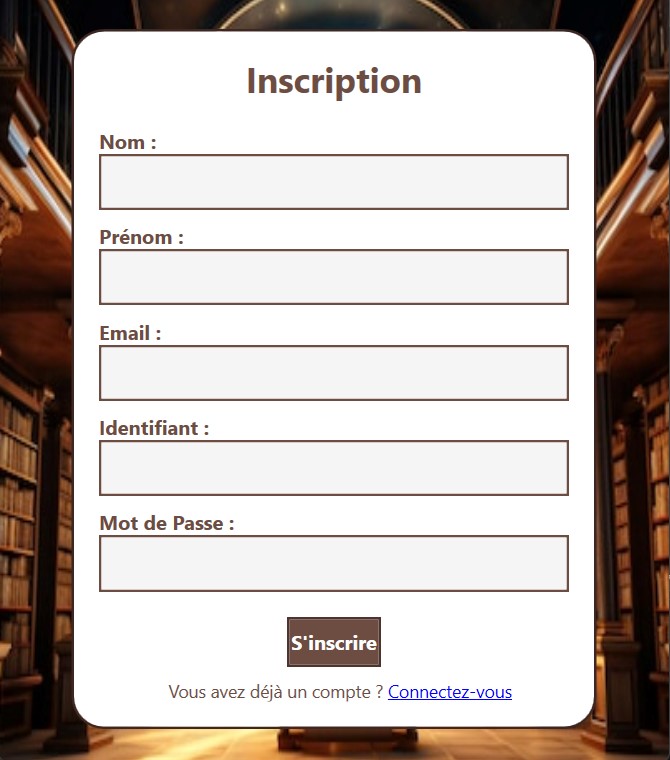 Inscription
Nom :
Prénom :
Email :
Identifiant :
Mot de Passe :
S'inscrire
Vous avez déjà un compte ? Connectez-vous